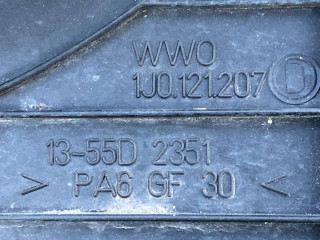 WWO
1J0.121.207 D
13-55D 2351
> PA6 GF 30 <